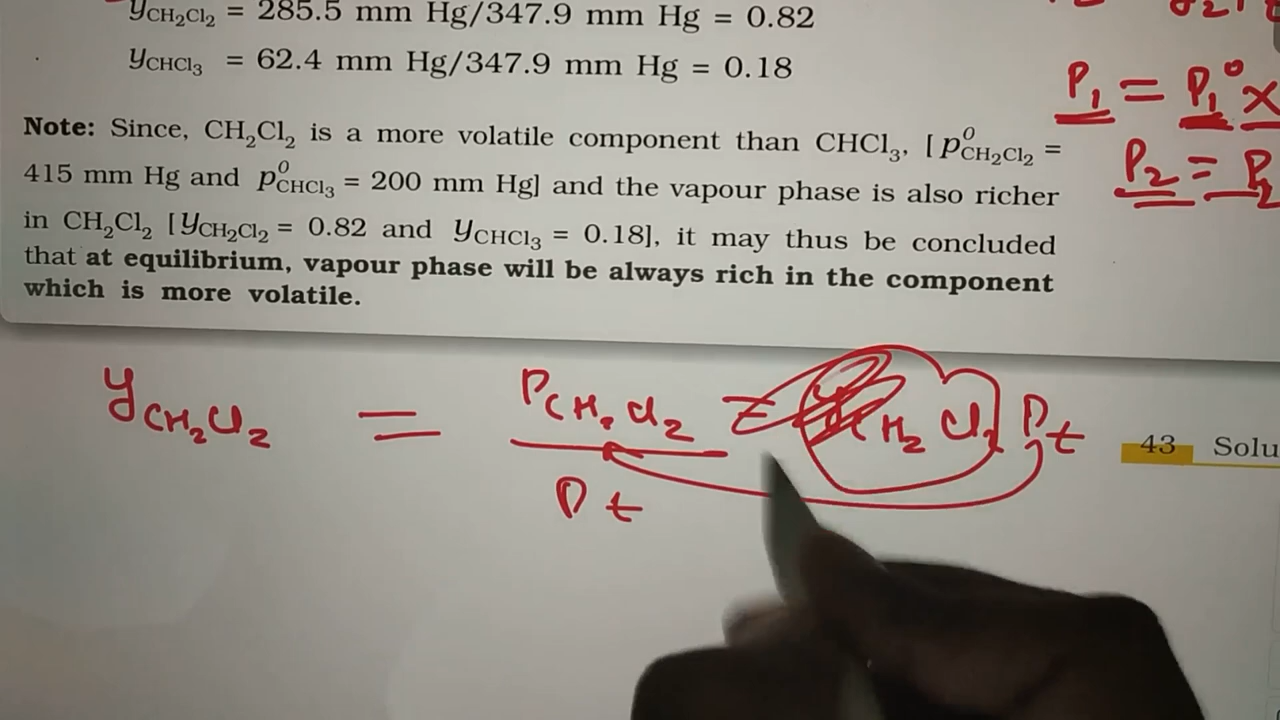 yCH₂Cl₂ = 285.5 mm Hg/347.9 mm Hg = 0.82
yCHCl₃ = 62.4 mm Hg/347.9 mm Hg = 0.18
P₁ = P₁⁰ x
Note: Since, CH₂Cl₂ is a more volatile component than CHCl₃, [p⁰CH₂Cl₂ =
P₂ = P₂
415 mm Hg and p⁰CHCl₃ = 200 mm Hg] and the vapour phase is also richer
in CH₂Cl₂ [yCH₂Cl₂ = 0.82 and yCHCl₃ = 0.18], it may thus be concluded
that at equilibrium, vapour phase will be always rich in the component
which is more volatile.
yCH₂Cl₂ = PCH₂Cl₂ = H₂Cl₂ Pt
Pt
43 Solu